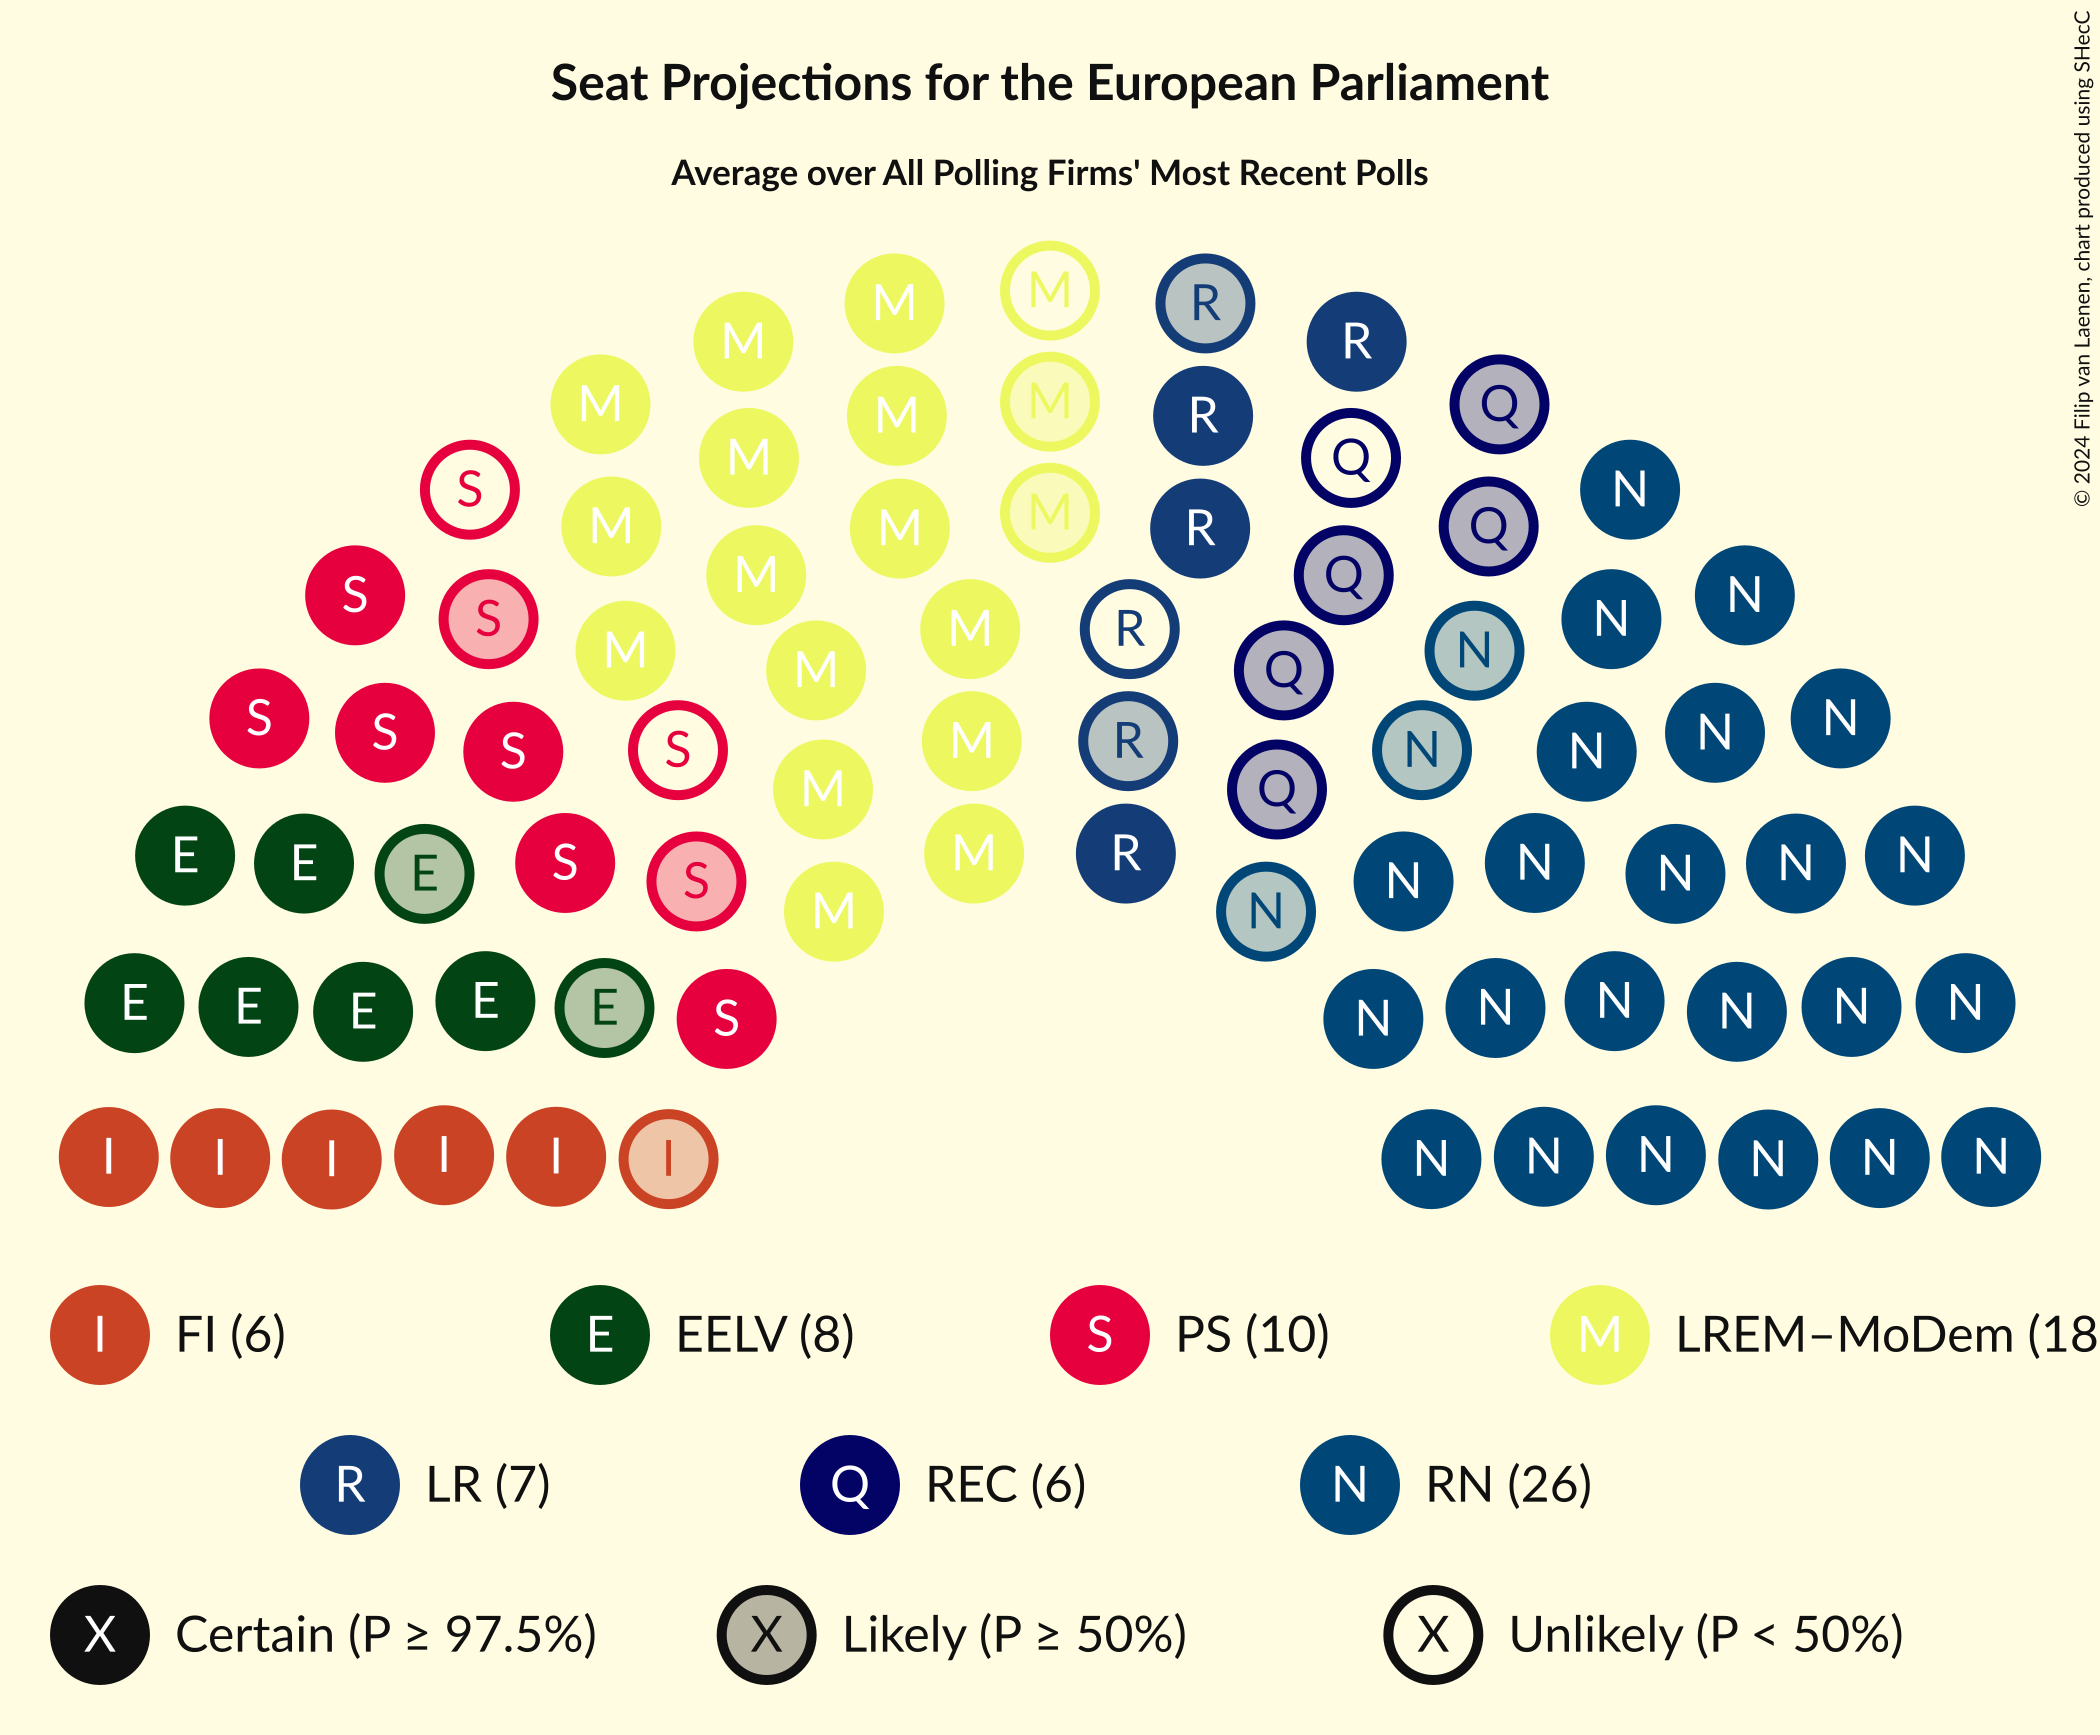 Seat Projections for the European Parliament
Average over All Polling Firms' Most Recent Polls
© 2024 Filip van Laenen, chart produced using SHecC
M
M R
M R
M Q
M
M R
M Q
S N
M
M R
M Q
M
M Q
S N
S N
M R
M N
M Q
S N
S N
S N
S N
M R
S N
M Q
E N
M R
E N
S N
E N
S N
M N
E N
E N
E N
E N
E N
S N
I N
I N
I N
I N
I N
I N
I FI (6) E EELV (8) S PS (10) M LREM–MoDem (18
R LR (7) Q REC (6) N RN (26)
X Certain (P ≥ 97.5%) X Likely (P ≥ 50%) X Unlikely (P < 50%)